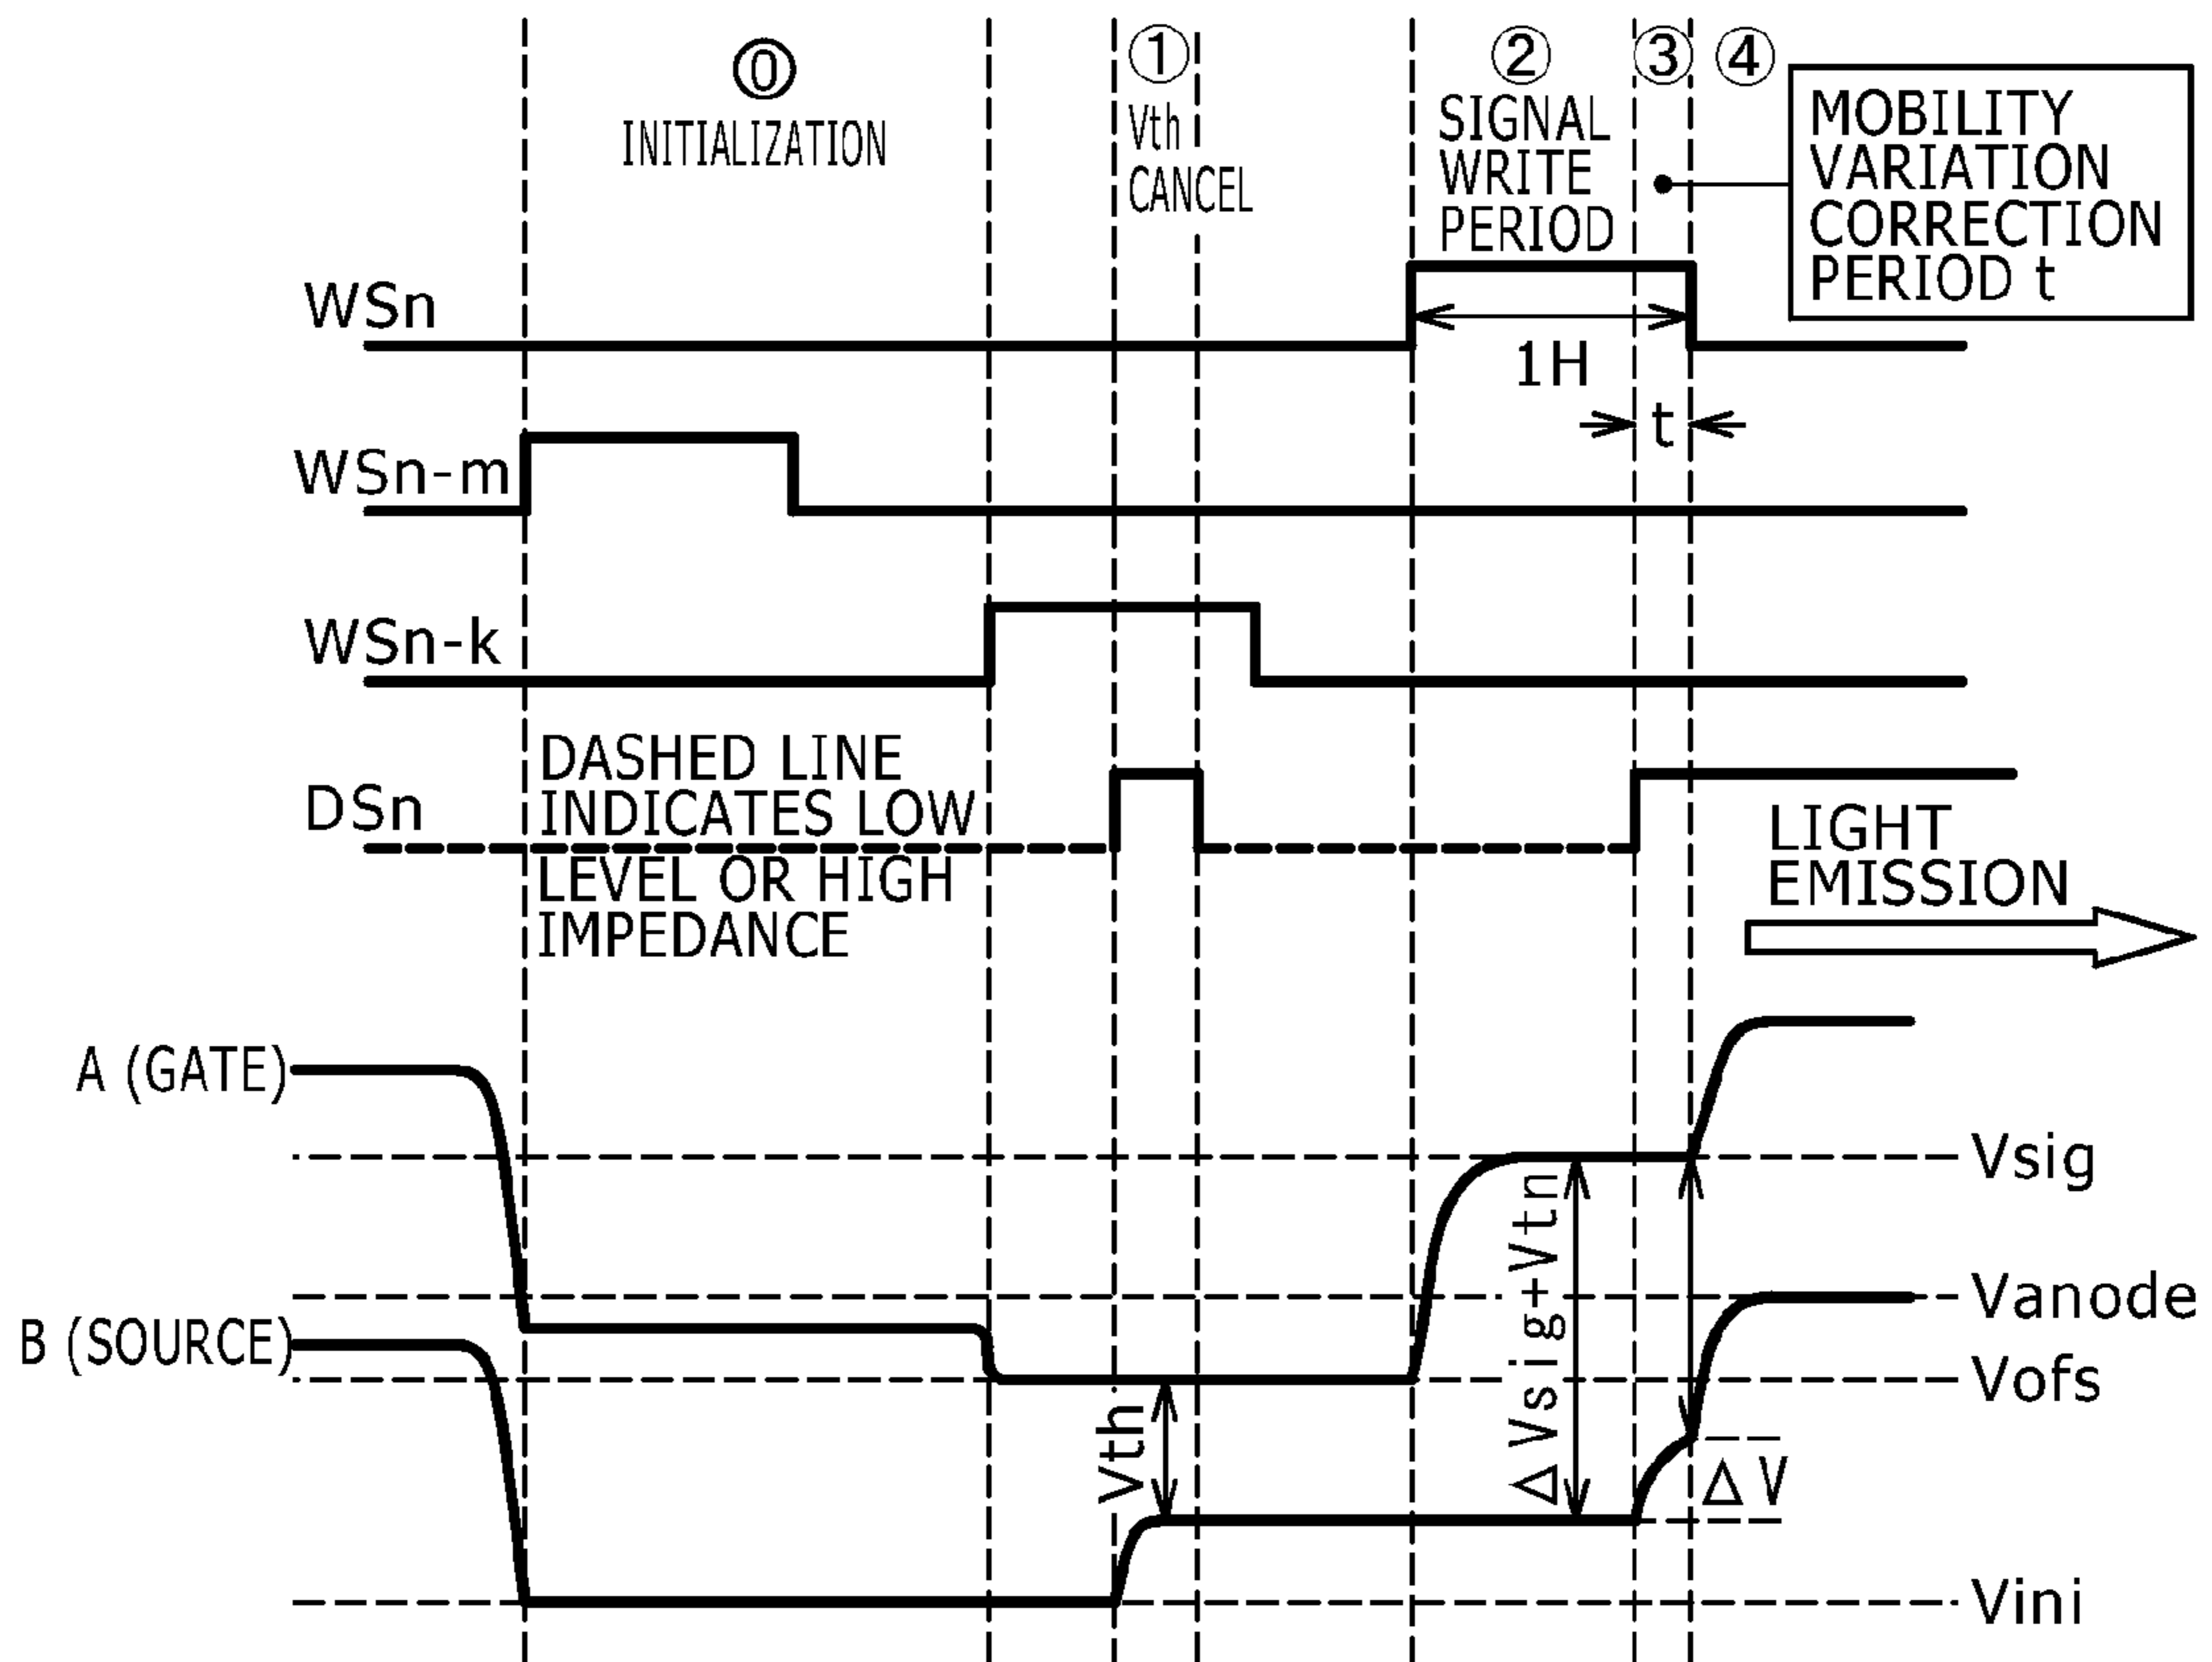 ⓪
INITIALIZATION
①
Vth
CANCEL
②
SIGNAL
WRITE
PERIOD
③
④
MOBILITY
VARIATION
CORRECTION
PERIOD t
WSn
1H
t
WSn-m
WSn-k
DSn
DASHED LINE
INDICATES LOW
LEVEL OR HIGH
IMPEDANCE
LIGHT
EMISSION
A (GATE)
Vsig
B (SOURCE)
Vanode
Vofs
Vth
ΔVsig+Vtn
ΔV
Vini